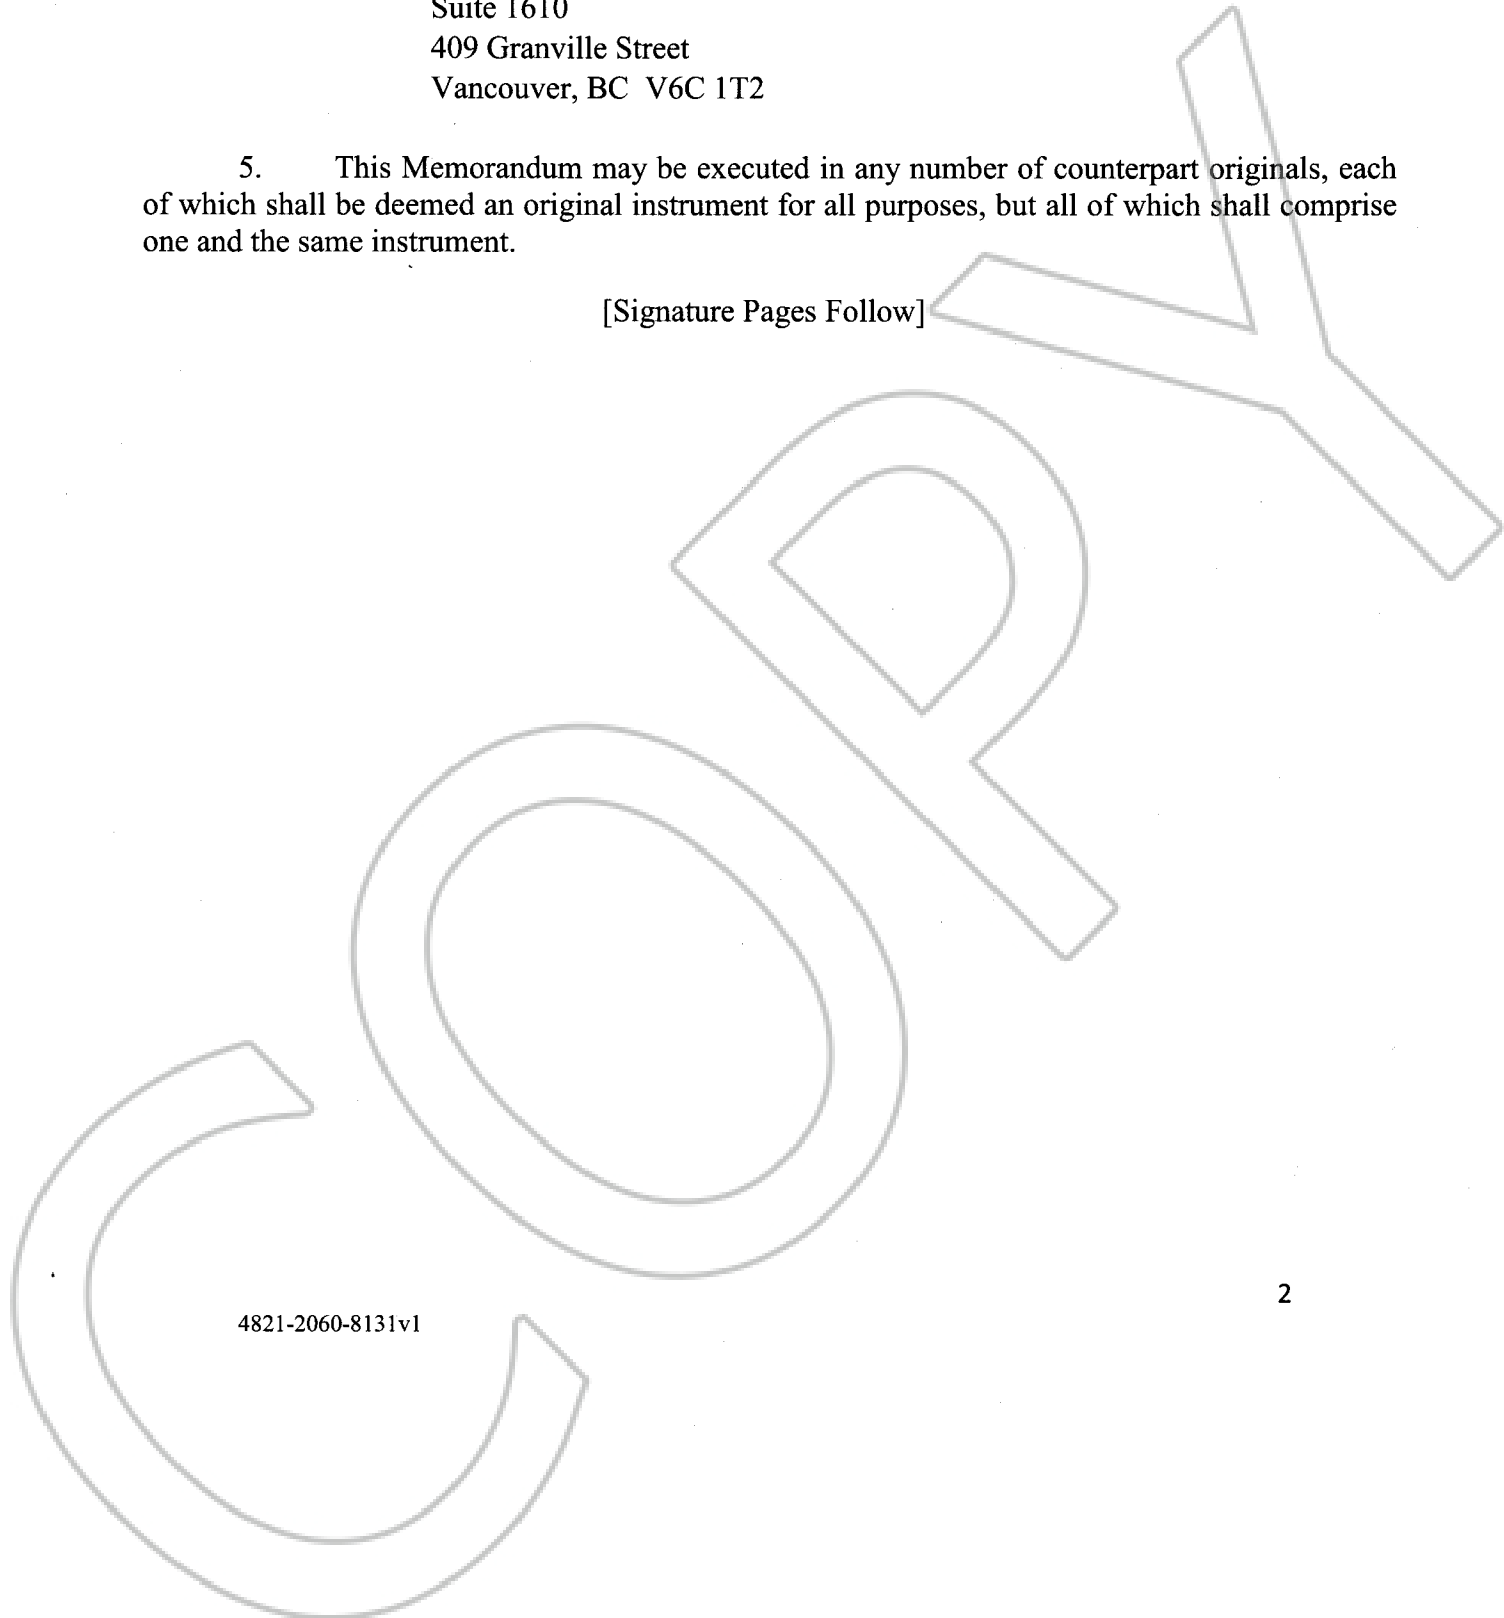 Suite 1610
409 Granville Street
Vancouver, BC  V6C 1T2
5. This Memorandum may be executed in any number of counterpart originals, each
of which shall be deemed an original instrument for all purposes, but all of which shall comprise
one and the same instrument.
[Signature Pages Follow]
COPY
2
4821-2060-8131v1